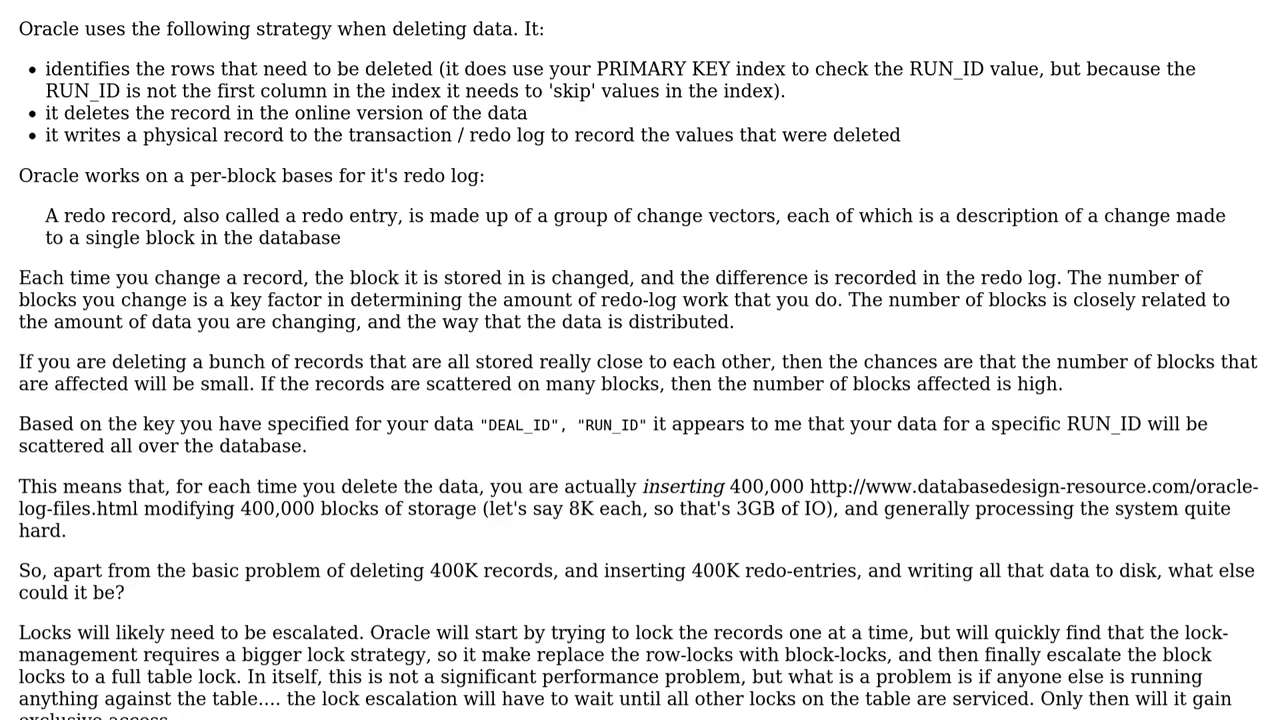 Oracle uses the following strategy when deleting data. It:
• identifies the rows that need to be deleted (it does use your PRIMARY KEY index to check the RUN_ID value, but because the
RUN_ID is not the first column in the index it needs to 'skip' values in the index).
• it deletes the record in the online version of the data
• it writes a physical record to the transaction / redo log to record the values that were deleted
Oracle works on a per-block bases for it's redo log:
A redo record, also called a redo entry, is made up of a group of change vectors, each of which is a description of a change made
to a single block in the database
Each time you change a record, the block it is stored in is changed, and the difference is recorded in the redo log. The number of
blocks you change is a key factor in determining the amount of redo-log work that you do. The number of blocks is closely related to
the amount of data you are changing, and the way that the data is distributed.
If you are deleting a bunch of records that are all stored really close to each other, then the chances are that the number of blocks that
are affected will be small. If the records are scattered on many blocks, then the number of blocks affected is high.
Based on the key you have specified for your data "DEAL_ID", "RUN_ID" it appears to me that your data for a specific RUN_ID will be
scattered all over the database.
This means that, for each time you delete the data, you are actually inserting 400,000 http://www.databasedesign-resource.com/oracle-
log-files.html modifying 400,000 blocks of storage (let's say 8K each, so that's 3GB of IO), and generally processing the system quite
hard.
So, apart from the basic problem of deleting 400K records, and inserting 400K redo-entries, and writing all that data to disk, what else
could it be?
Locks will likely need to be escalated. Oracle will start by trying to lock the records one at a time, but will quickly find that the lock-
management requires a bigger lock strategy, so it make replace the row-locks with block-locks, and then finally escalate the block
locks to a full table lock. In itself, this is not a significant performance problem, but what is a problem is if anyone else is running
anything against the table.... the lock escalation will have to wait until all other locks on the table are serviced. Only then will it gain
exclusive access.